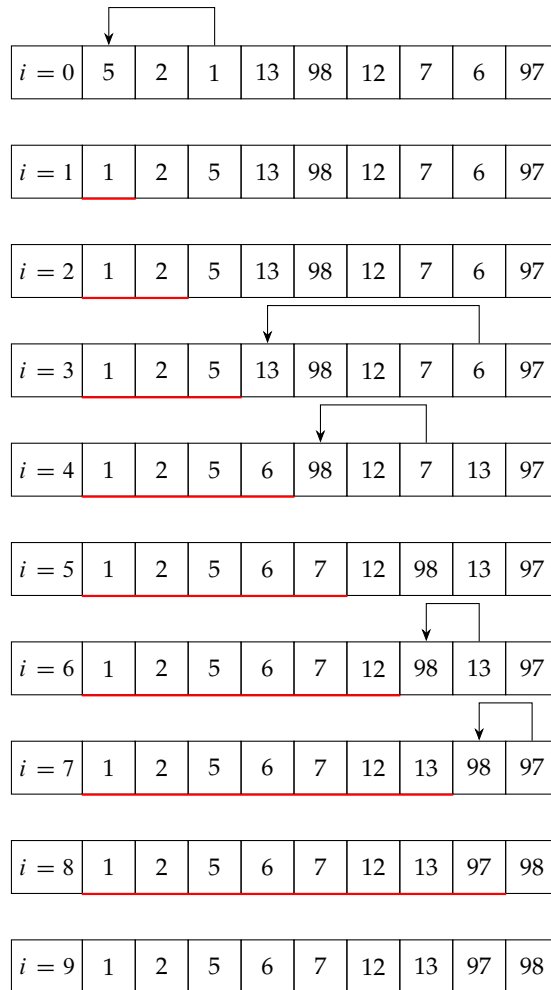 i = 0 5 2 1 13 98 12 7 6 97
i = 1 1 2 5 13 98 12 7 6 97
i = 2 1 2 5 13 98 12 7 6 97
i = 3 1 2 5 13 98 12 7 6 97
i = 4 1 2 5 6 98 12 7 13 97
i = 5 1 2 5 6 7 12 98 13 97
i = 6 1 2 5 6 7 12 98 13 97
i = 7 1 2 5 6 7 12 13 98 97
i = 8 1 2 5 6 7 12 13 97 98
i = 9 1 2 5 6 7 12 13 97 98